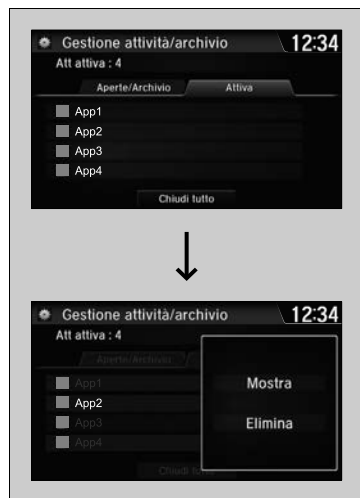 Gestione attività/archivio 12:34
Att attiva : 4
Aperte/Archivio Attiva
App1
App2
App3
App4
Chiudi tutto
Gestione attività/archivio 12:34
Att attiva : 4
Aperte/Archivio
App1
App2
App3
App4
Chiudi
Mostra
Elimina